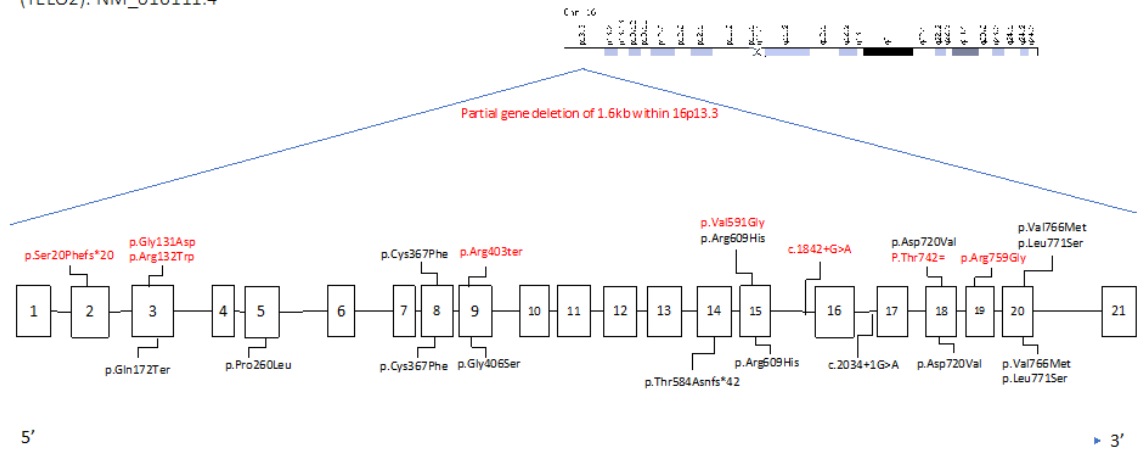 (TELO2): NM_016111.4
Chr 16
Partial gene deletion of 1.6kb within 16p13.3
p.Ser20Phefs*20
p.Gly131Asp
p.Arg132Trp
p.Cys367Phe
p.Arg403ter
p.Val591Gly
p.Arg609His
c.1842+G>A
p.Asp720Val
P.Thr742=
p.Arg759Gly
p.Val766Met
p.Leu771Ser
1 2 3 4 5 6 7 8 9 10 11 12 13 14 15 16 17 18 19 20 21
p.Gln172Ter
p.Pro260Leu
p.Cys367Phe
p.Gly406Ser
p.Thr584Asnfs*42
p.Arg609His
c.2034+1G>A
p.Asp720Val
p.Val766Met
p.Leu771Ser
5’
3’